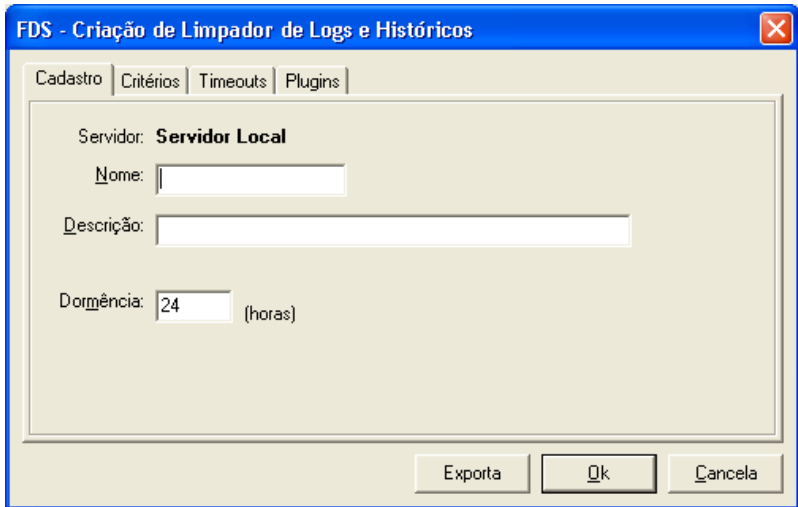 FDS - Criação de Limpador de Logs e Históricos
Cadastro Critérios Timeouts Plugins
Servidor: Servidor Local
Nome:
Descrição:
Dormência: 24 (horas)
Exporta Ok Cancela